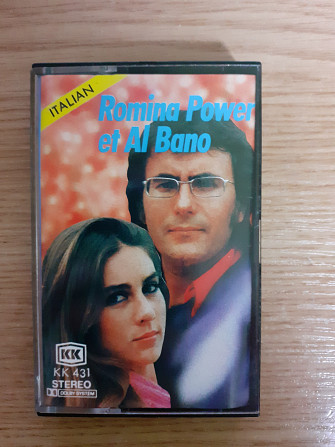 ITALIAN
Romina Power
et Al Bano
KK
KK 431
STEREO
DOLBY SYSTEM